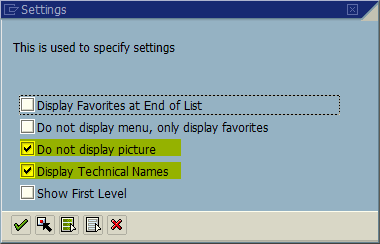 Settings
This is used to specify settings
Display Favorites at End of List
Do not display menu, only display favorites
Do not display picture
Display Technical Names
Show First Level